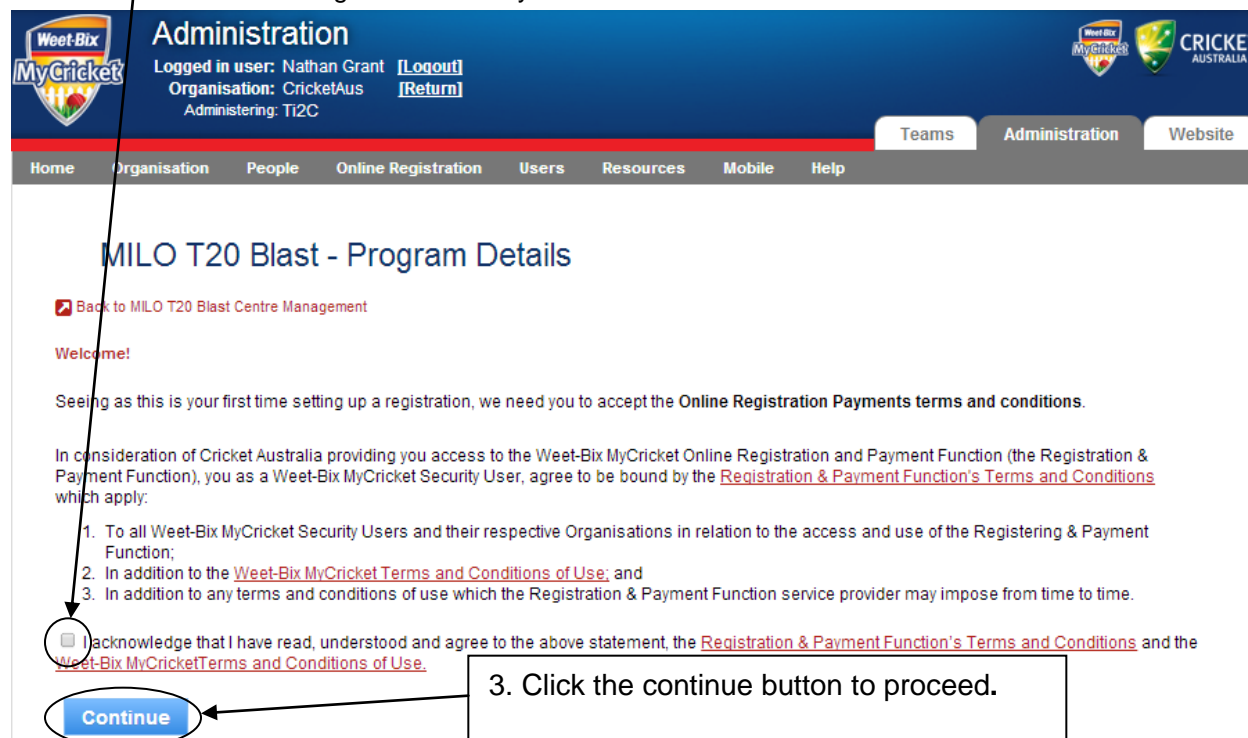 Weet-Bix
MyCricket
Administration
Logged in user: Nathan Grant [Logout]
Organisation: CricketAus [Return]
Administering: Ti2C
Weet-Bix
MyCricket
CRICKET
AUSTRALIA
Teams Administration Website
Home Organisation People Online Registration Users Resources Mobile Help
MILO T20 Blast - Program Details
Back to MILO T20 Blast Centre Management
Welcome!
Seeing as this is your first time setting up a registration, we need you to accept the Online Registration Payments terms and conditions.
In consideration of Cricket Australia providing you access to the Weet-Bix MyCricket Online Registration and Payment Function (the Registration &
Payment Function), you as a Weet-Bix MyCricket Security User, agree to be bound by the Registration & Payment Function's Terms and Conditions
which apply:
1. To all Weet-Bix MyCricket Security Users and their respective Organisations in relation to the access and use of the Registering & Payment
Function;
2. In addition to the Weet-Bix MyCricket Terms and Conditions of Use; and
3. In addition to any terms and conditions of use which the Registration & Payment Function service provider may impose from time to time.
I acknowledge that I have read, understood and agree to the above statement, the Registration & Payment Function's Terms and Conditions and the
Weet-Bix MyCricketTerms and Conditions of Use.
3. Click the continue button to proceed.
Continue